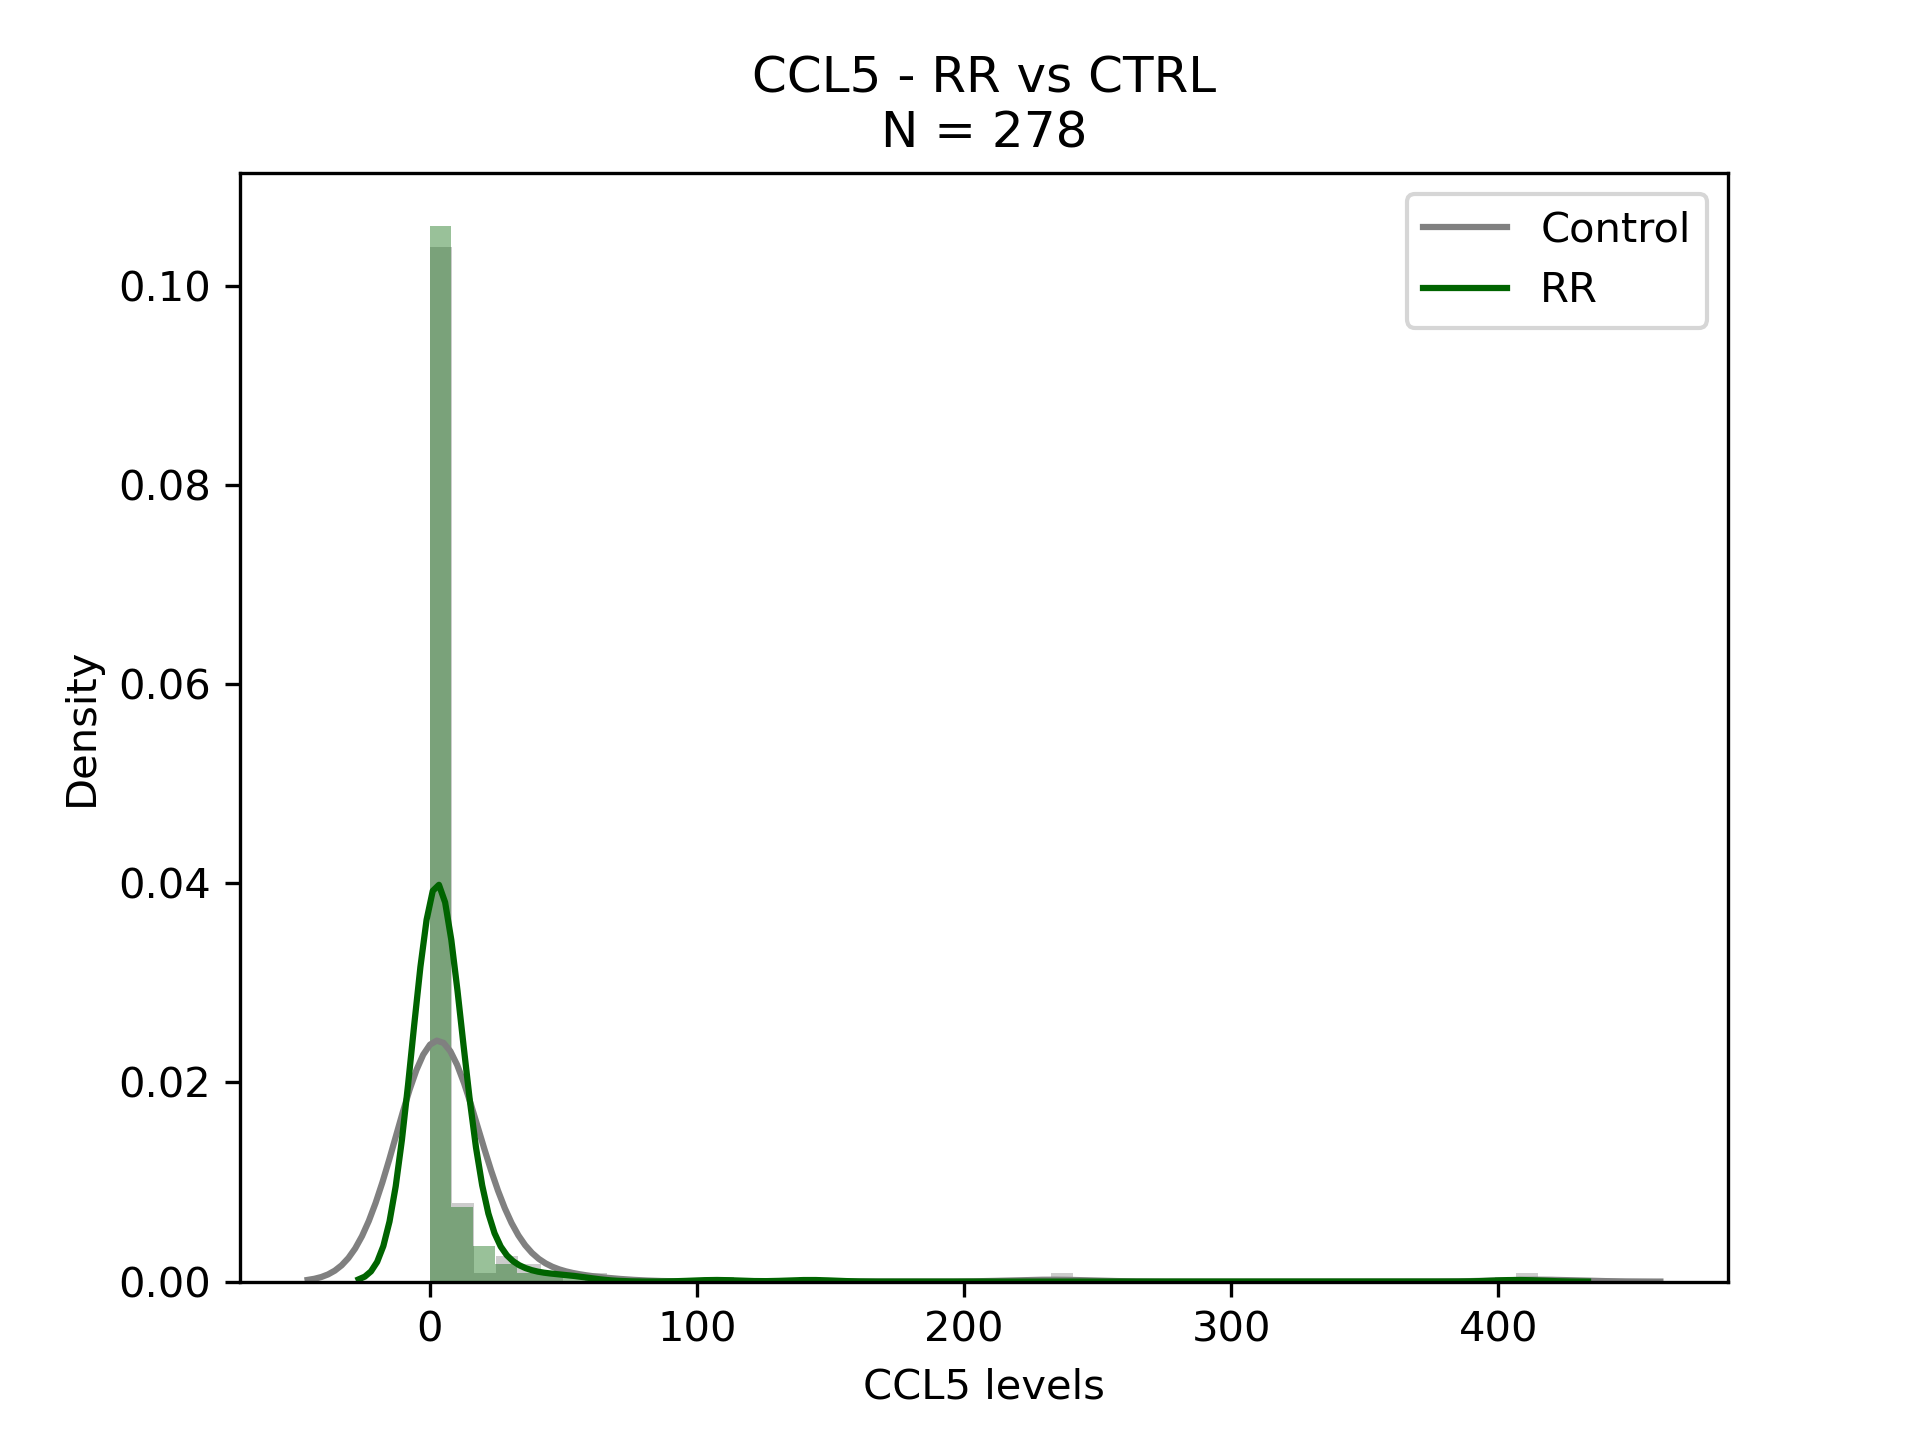 CCL5 - RR vs CTRL
N = 278
Control
RR
Density
0.10
0.08
0.06
0.04
0.02
0.00
0 100 200 300 400
CCL5 levels